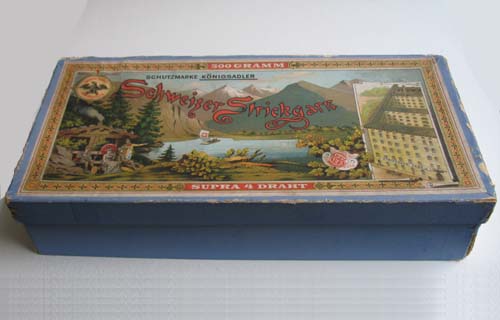 500 GRAMM
SCHUTZMARKE KÖNIGSADLER
Schweizer Strickgarn
SUPRA 4 DRAHT